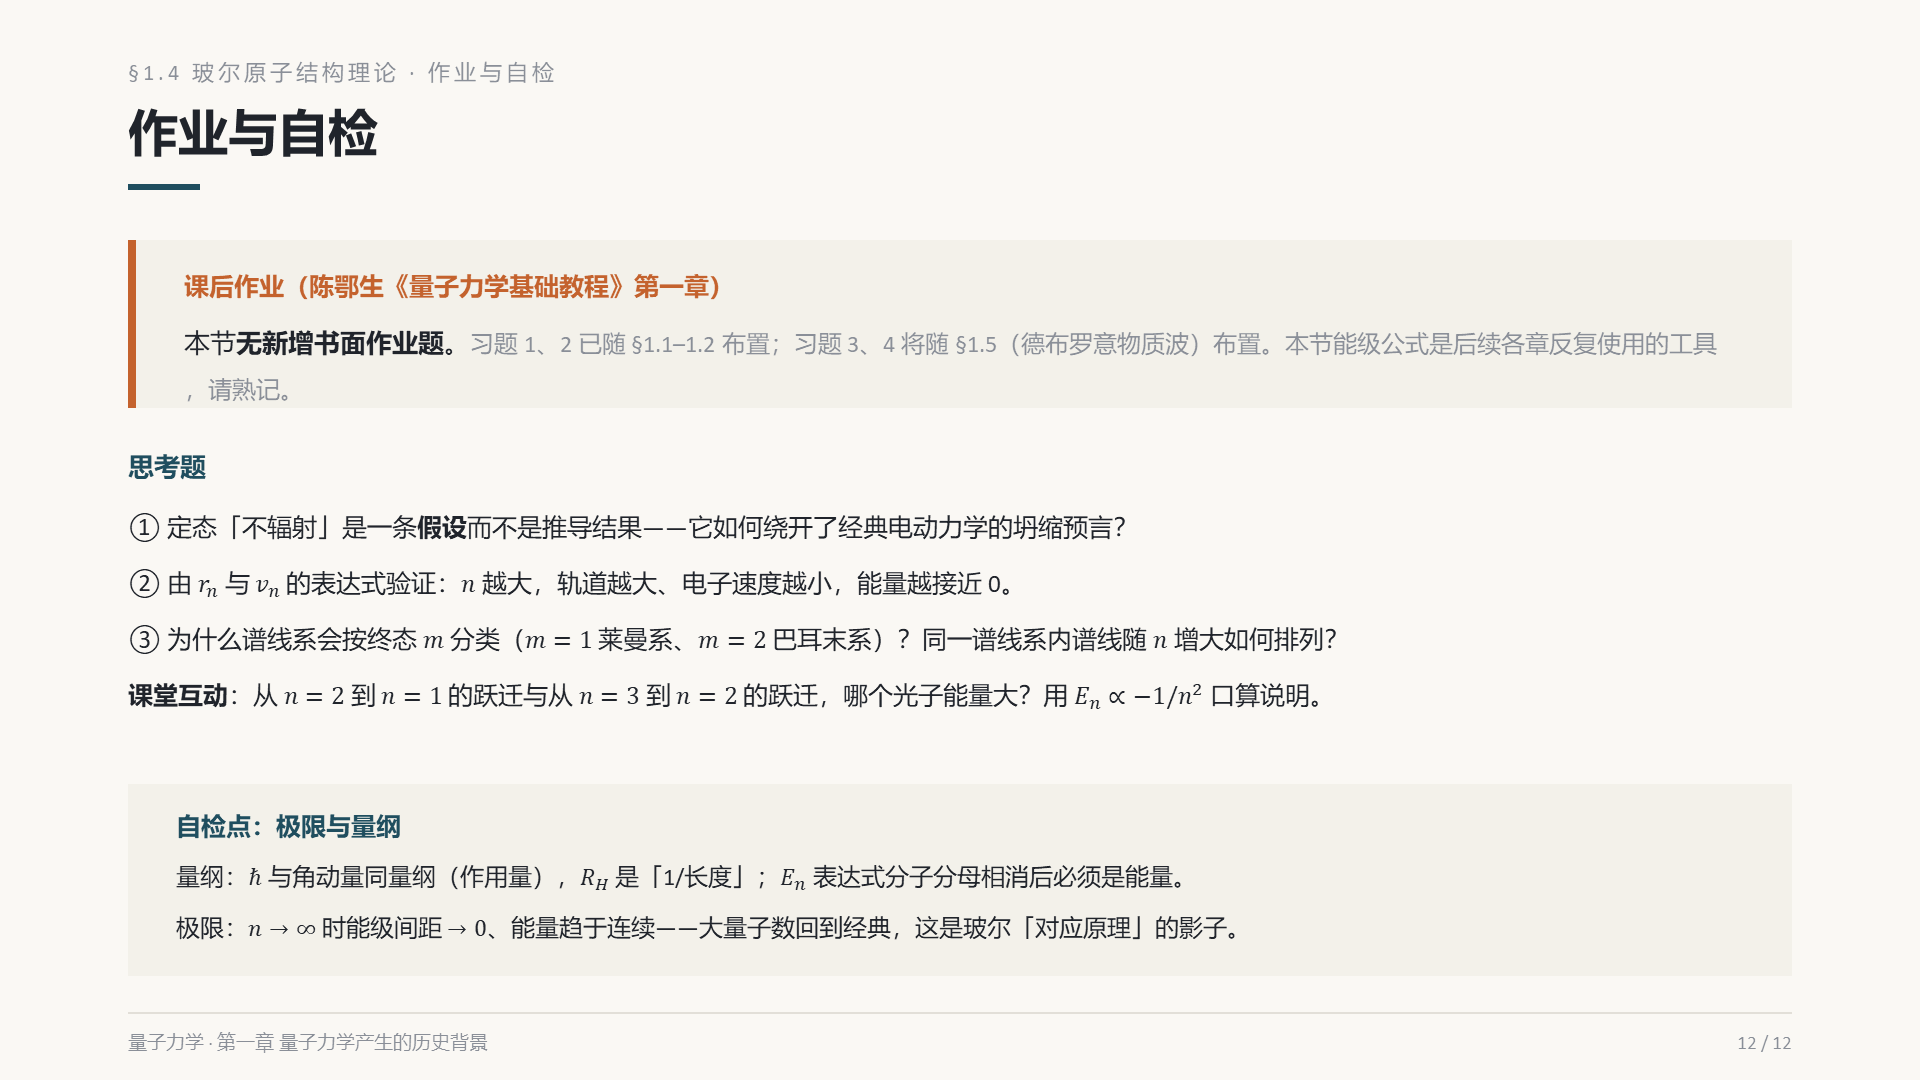 §1.4 玻尔原子结构理论 · 作业与自检
作业与自检
课后作业（陈鄂生《量子力学基础教程》第一章）
本节无新增书面作业题。习题 1、2 已随 §1.1–1.2 布置；习题 3、4 将随 §1.5（德布罗意物质波）布置。本节能级公式是后续各章反复使用的工具
，请熟记。
思考题
① 定态「不辐射」是一条假设而不是推导结果——它如何绕开了经典电动力学的坍缩预言？
② 由 rₙ 与 vₙ 的表达式验证：n 越大，轨道越大、电子速度越小，能量越接近 0。
③ 为什么谱线系会按终态 m 分类（m = 1 莱曼系、m = 2 巴耳末系）？同一谱线系内谱线随 n 增大如何排列？
课堂互动：从 n = 2 到 n = 1 的跃迁与从 n = 3 到 n = 2 的跃迁，哪个光子能量大？用 Eₙ ∝ −1/n² 口算说明。
自检点：极限与量纲
量纲：ℏ 与角动量同量纲（作用量），R_H 是「1/长度」；Eₙ 表达式分子分母相消后必须是能量。
极限：n → ∞ 时能级间距 → 0、能量趋于连续——大量子数回到经典，这是玻尔「对应原理」的影子。
量子力学 · 第一章 量子力学产生的历史背景
12 / 12